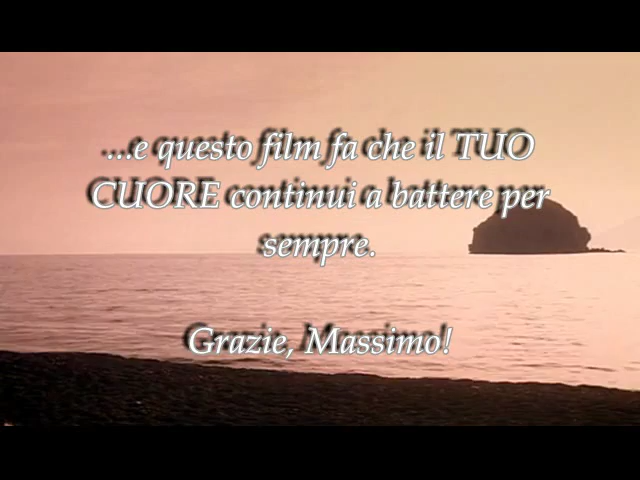 ...e questo film fa che il TUO
CUORE continui a battere per
sempre.
Grazie, Massimo!